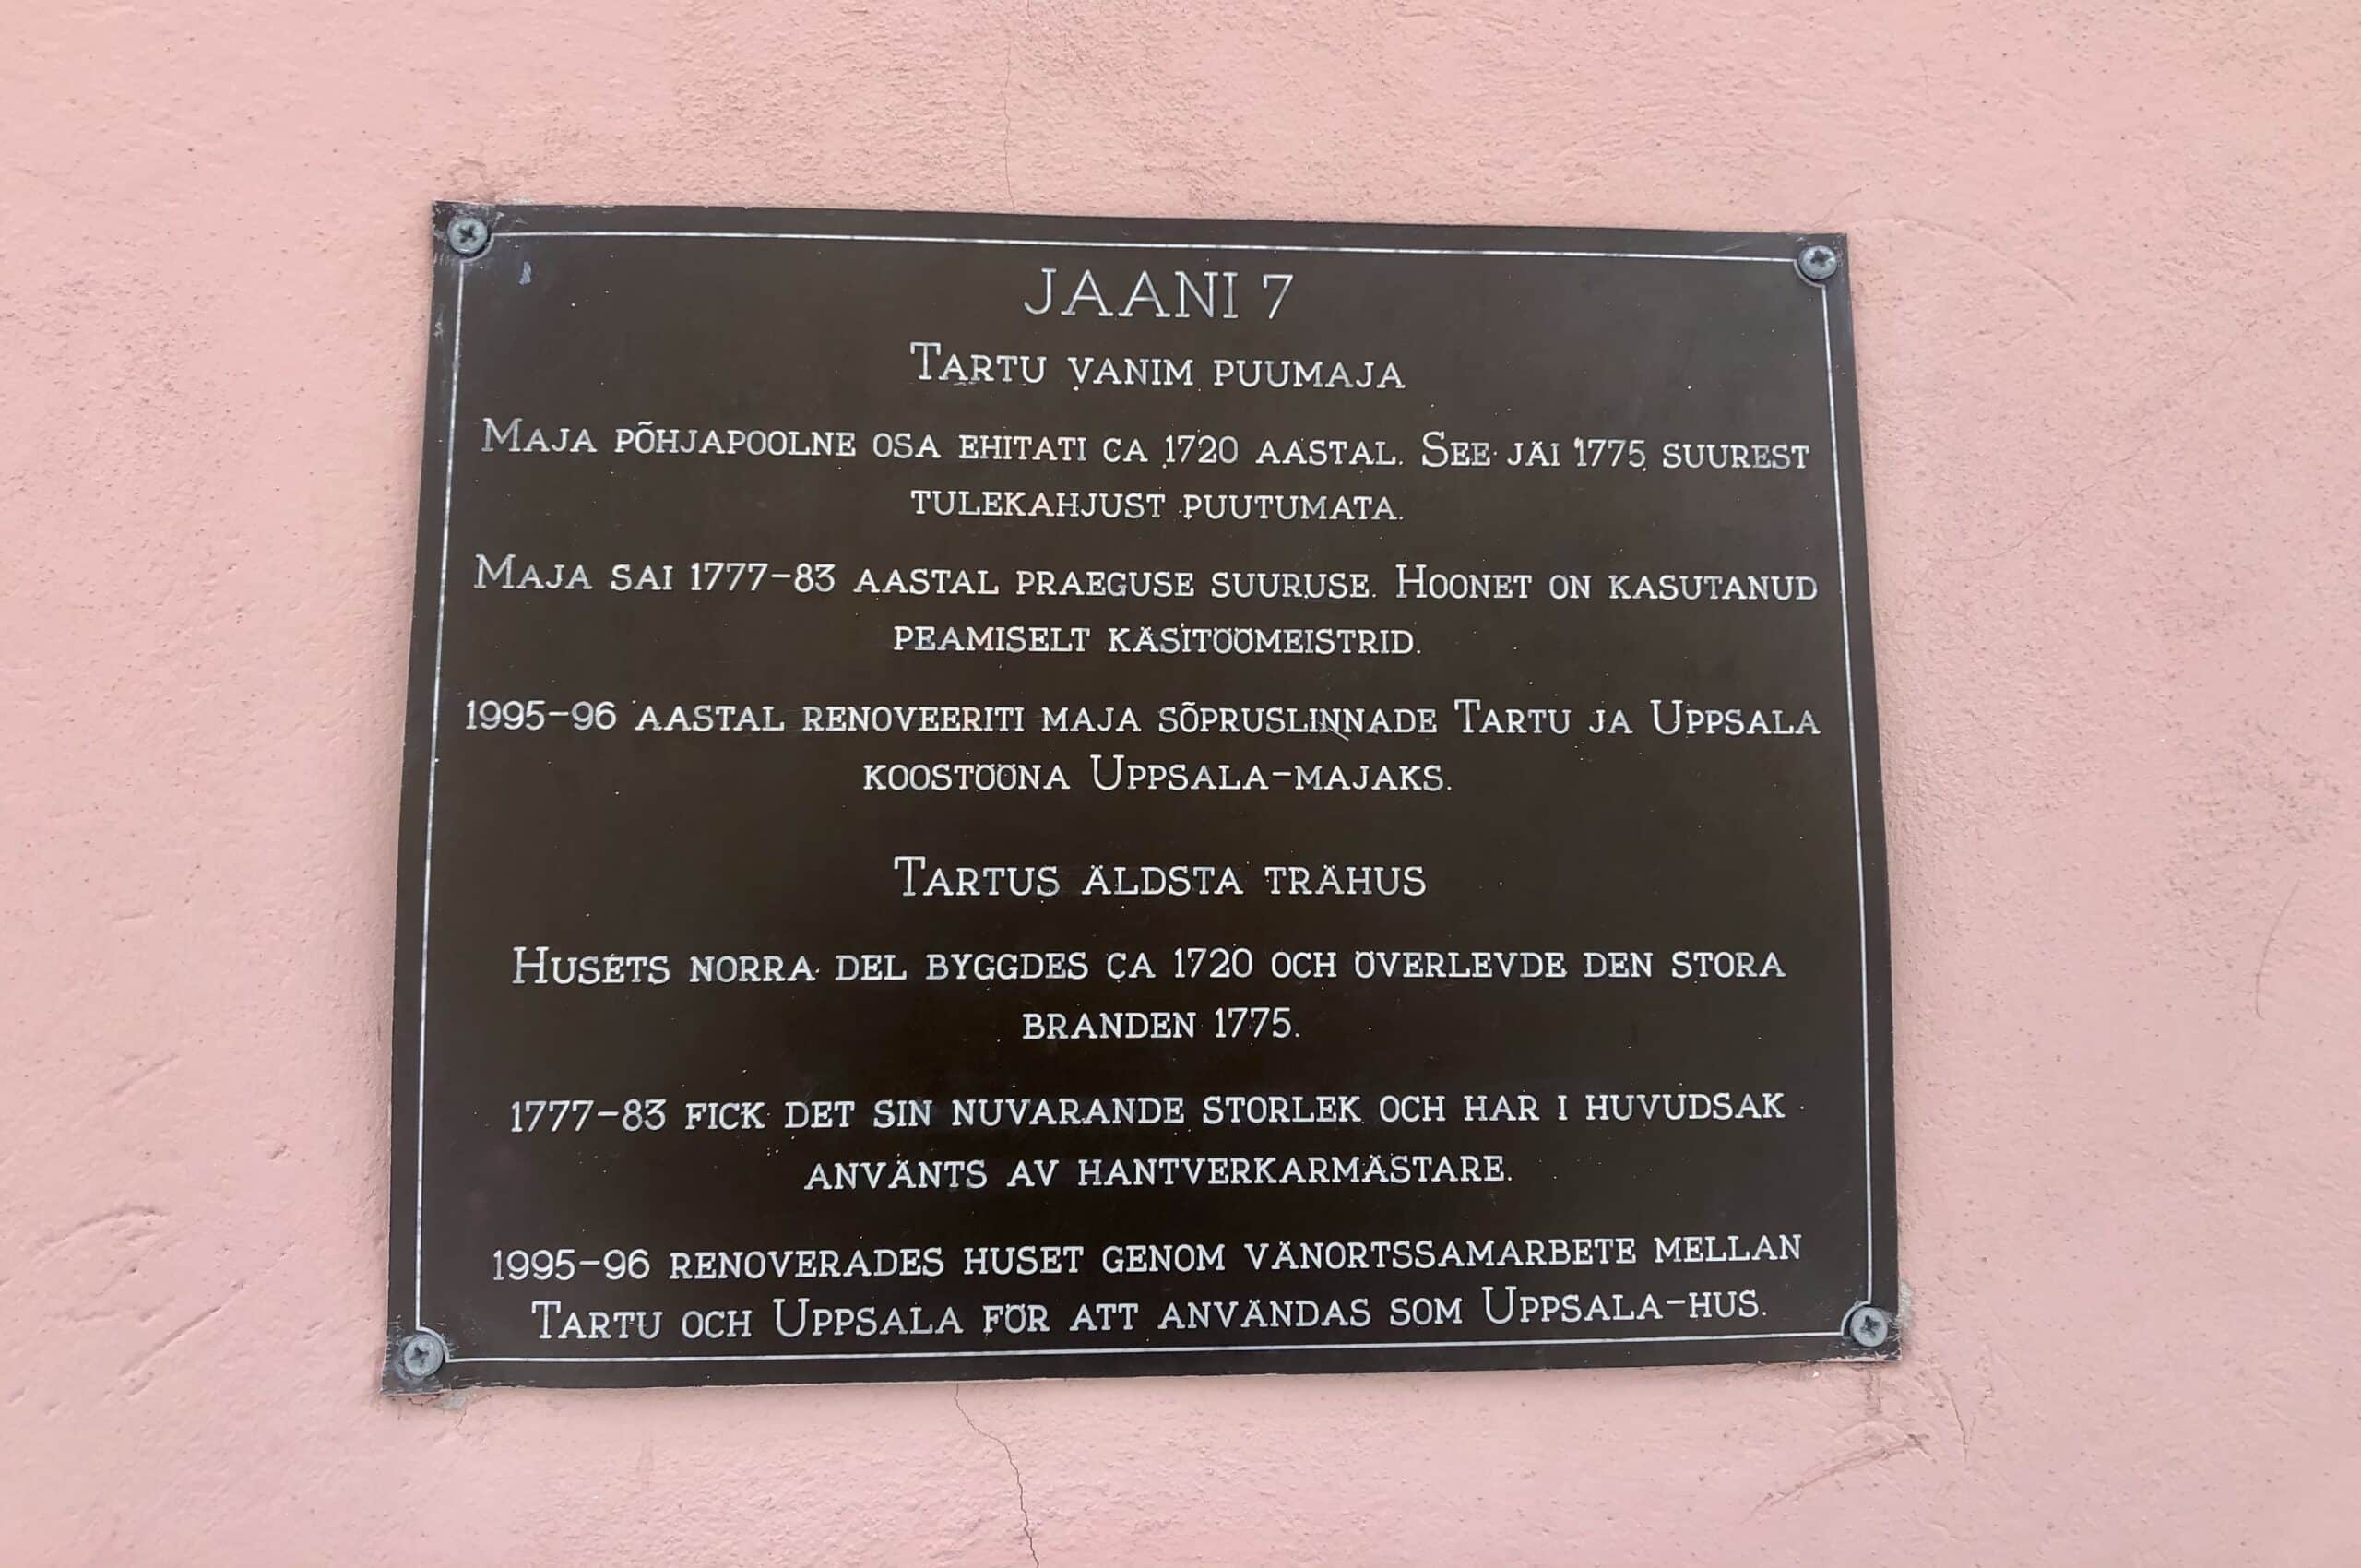 JAANI 7
TARTU VANIM PUUMAJA
MAJA PÕHJAPOOLNE OSA EHITATI CA 1720 AASTAL. SEE JÄI 1775 SUUREST
TULEKAHJUST PUUTUMATA.
MAJA SAI 1777-83 AASTAL PRAEGUSE SUURUSE. HOONET ON KASUTANUD
PEAMISELT KÄSITÖÖMEISTRID.
1995-96 AASTAL RENOVEERITI MAJA SÕPRUSLINNADE TARTU JA UPPSALA
KOOSTÖÖNA UPPSALA-MAJAKS.
TARTUS ÄLDSTA TRÄHUS
HUSETS NORRA DEL BYGGDES CA 1720 OCH ÖVERLEVDE DEN STORA
BRANDEN 1775.
1777-83 FICK DET SIN NUVARANDE STORLEK OCH HAR I HUVUDSAK
ANVÄNTS AV HANTVERKARMÄSTARE.
1995-96 RENOVERADES HUSET GENOM VÄNORTSSAMARBETE MELLAN
TARTU OCH UPPSALA FÖR ATT ANVÄNDAS SOM UPPSALA-HUS.